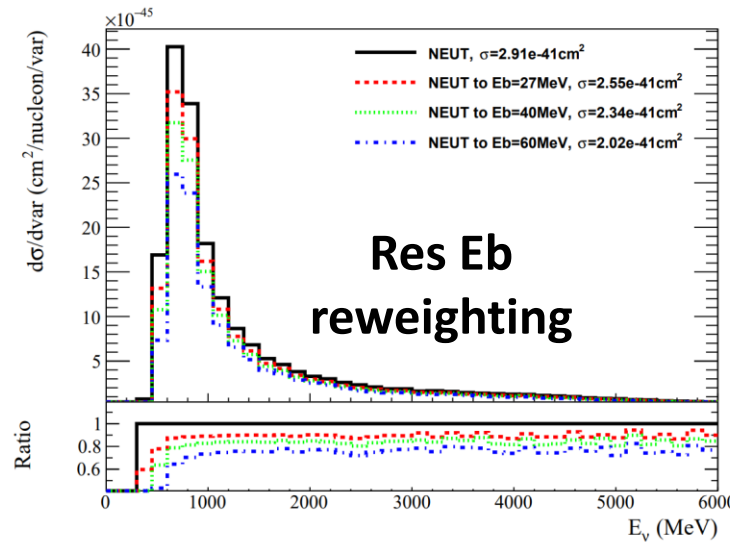 ×10⁻⁴⁵
dσ/dvar (cm²/nucleon/var)
40
35
30
25
20
15
10
5
NEUT, σ=2.91e-41cm²
NEUT to Eb=27MeV, σ=2.55e-41cm²
NEUT to Eb=40MeV, σ=2.34e-41cm²
NEUT to Eb=60MeV, σ=2.02e-41cm²
Res Eb
reweighting
Ratio
1
0.8
0.6
0 1000 2000 3000 4000 5000 6000
Eᵥ (MeV)